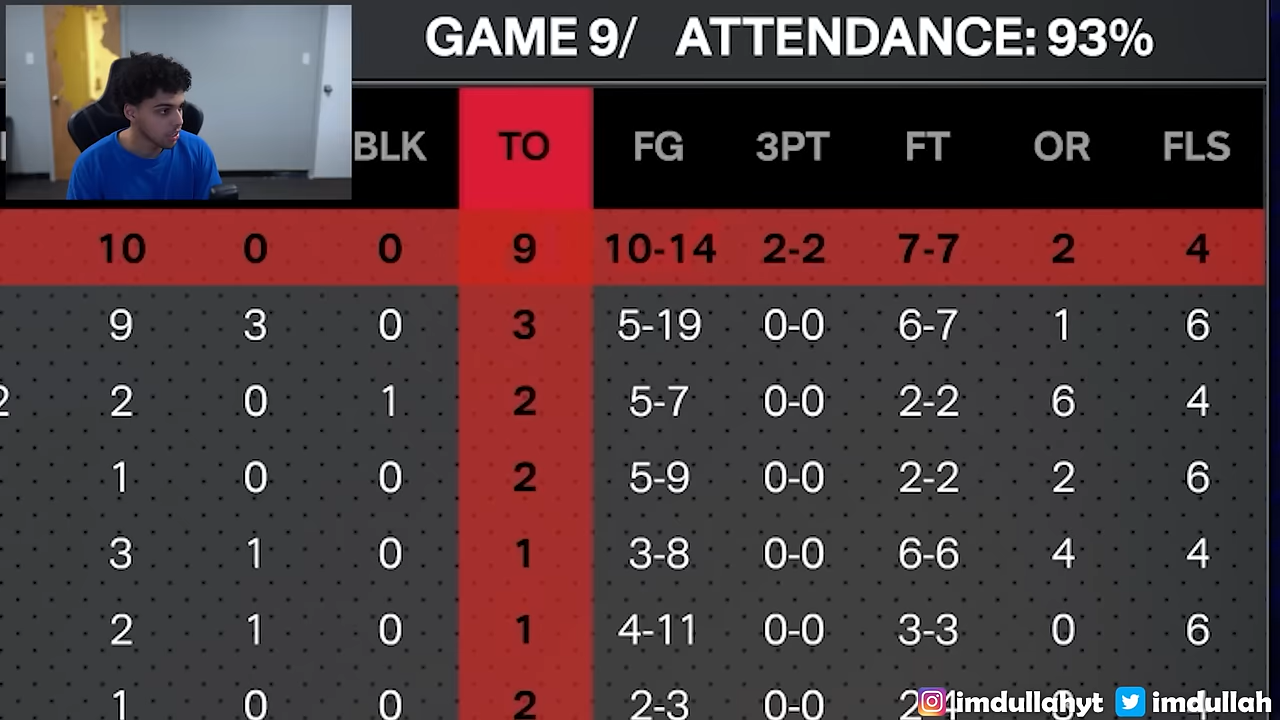 GAME 9/ ATTENDANCE: 93%
BLK TO FG 3PT FT OR FLS
10 0 0 9 10-14 2-2 7-7 2 4
9 3 0 3 5-19 0-0 6-7 1 6
2 2 0 1 2 5-7 0-0 2-2 6 4
1 0 0 2 5-9 0-0 2-2 2 6
3 1 0 1 3-8 0-0 6-6 4 4
2 1 0 1 4-11 0-0 3-3 0 6
1 0 0 2 2-3 0-0
imdullahyt imdullah